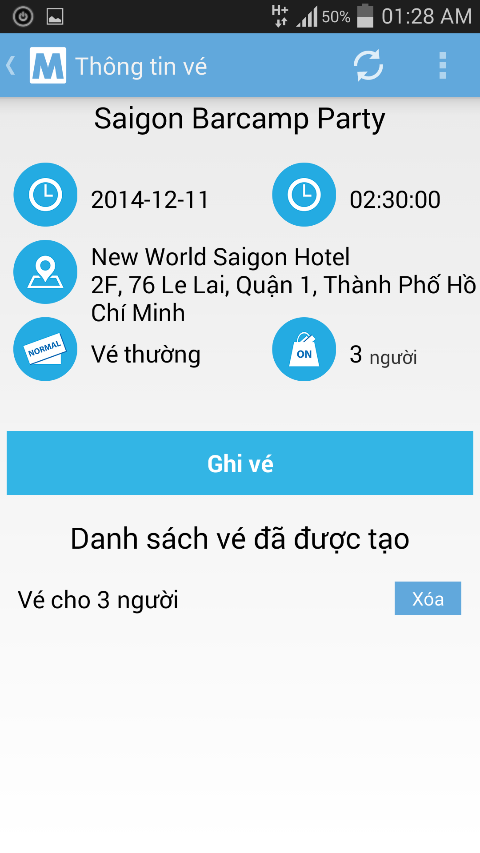 H+ 50% 01:28 AM
M Thông tin vé
Saigon Barcamp Party
2014-12-11 02:30:00
New World Saigon Hotel
2F, 76 Le Lai, Quận 1, Thành Phố Hồ
Chí Minh
NORMAL Vé thường ON 3 người
Ghi vé
Danh sách vé đã được tạo
Vé cho 3 người Xóa